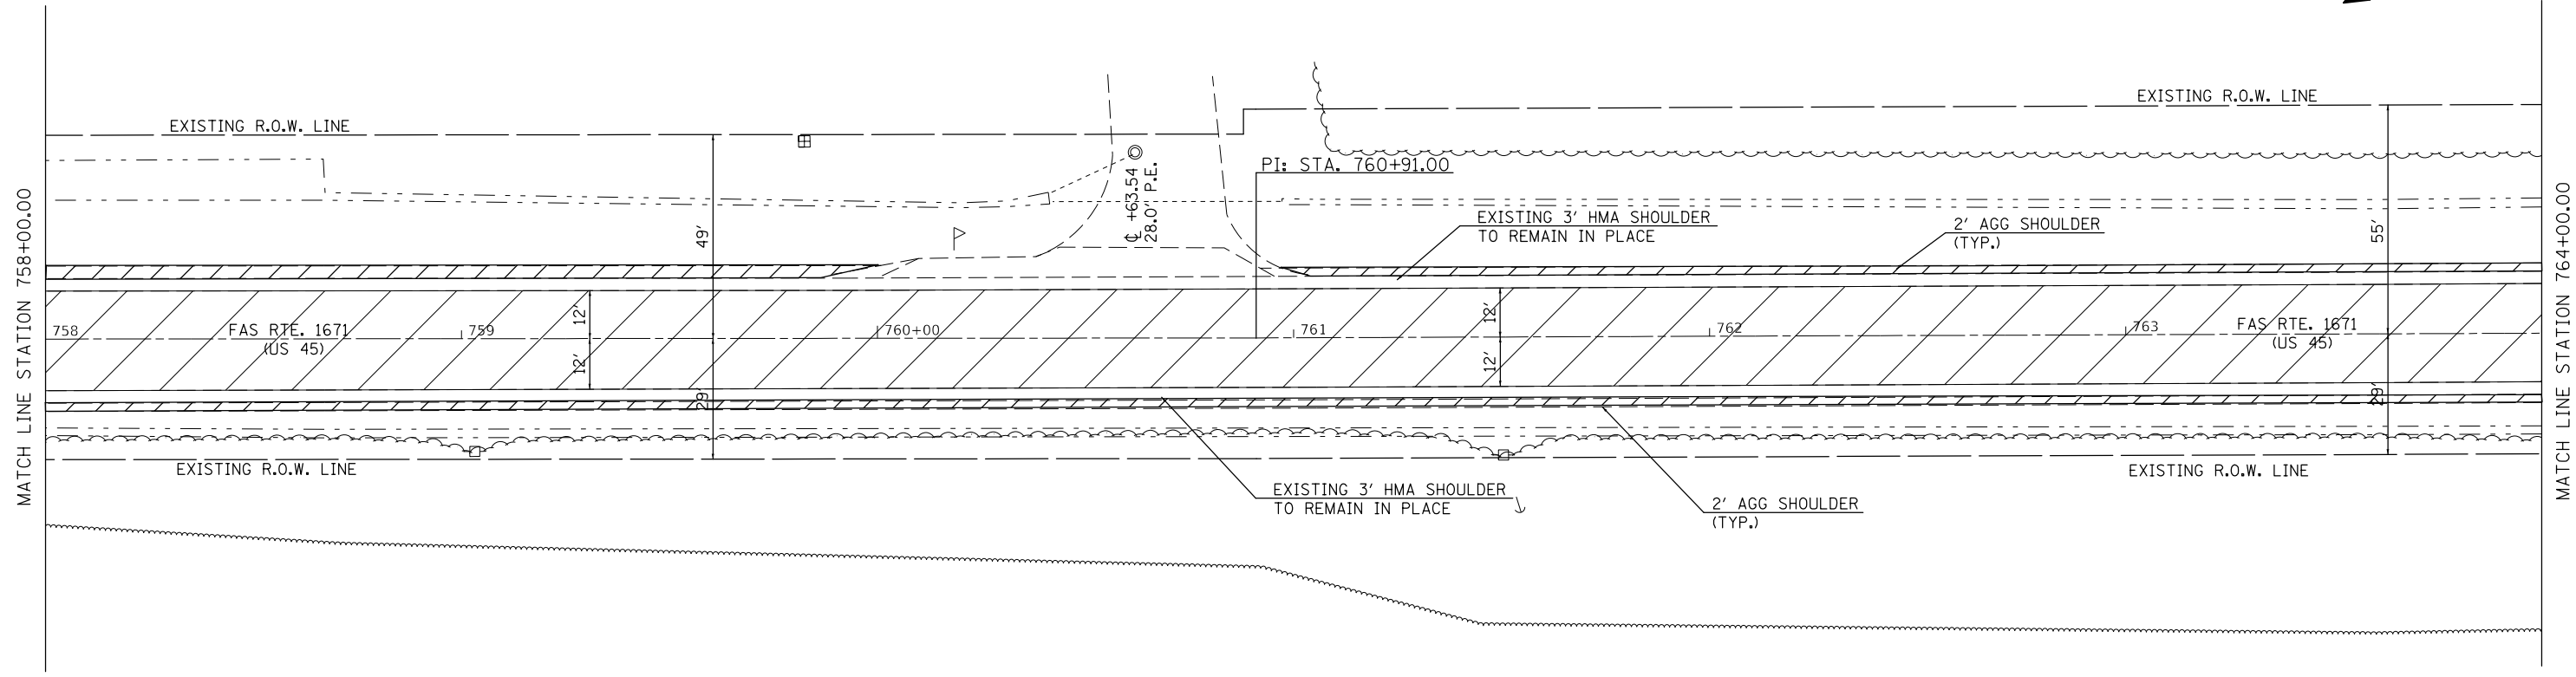 EXISTING R.O.W. LINE
EXISTING R.O.W. LINE
PI: STA. 760+91.00
℄ +63.54
28.0' P.E.
49'
55'
EXISTING 3' HMA SHOULDER
TO REMAIN IN PLACE
2' AGG SHOULDER
(TYP.)
MATCH LINE STATION 758+00.00
MATCH LINE STATION 764+00.00
12'
12'
758
FAS RTE. 1671
(US 45)
759
760+00
761
762
763
FAS RTE. 1671
(US 45)
12'
12'
29'
29'
EXISTING R.O.W. LINE
EXISTING R.O.W. LINE
EXISTING 3' HMA SHOULDER
TO REMAIN IN PLACE
2' AGG SHOULDER
(TYP.)